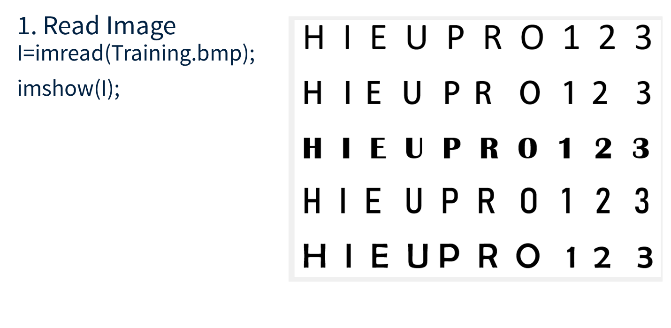 1. Read Image
I=imread(Training.bmp);
imshow(I);
H I E U P R O 1 2 3
H I E U P R O 1 2 3
H I E U P R O 1 2 3
H I E U P R O 1 2 3
H I E U P R O 1 2 3